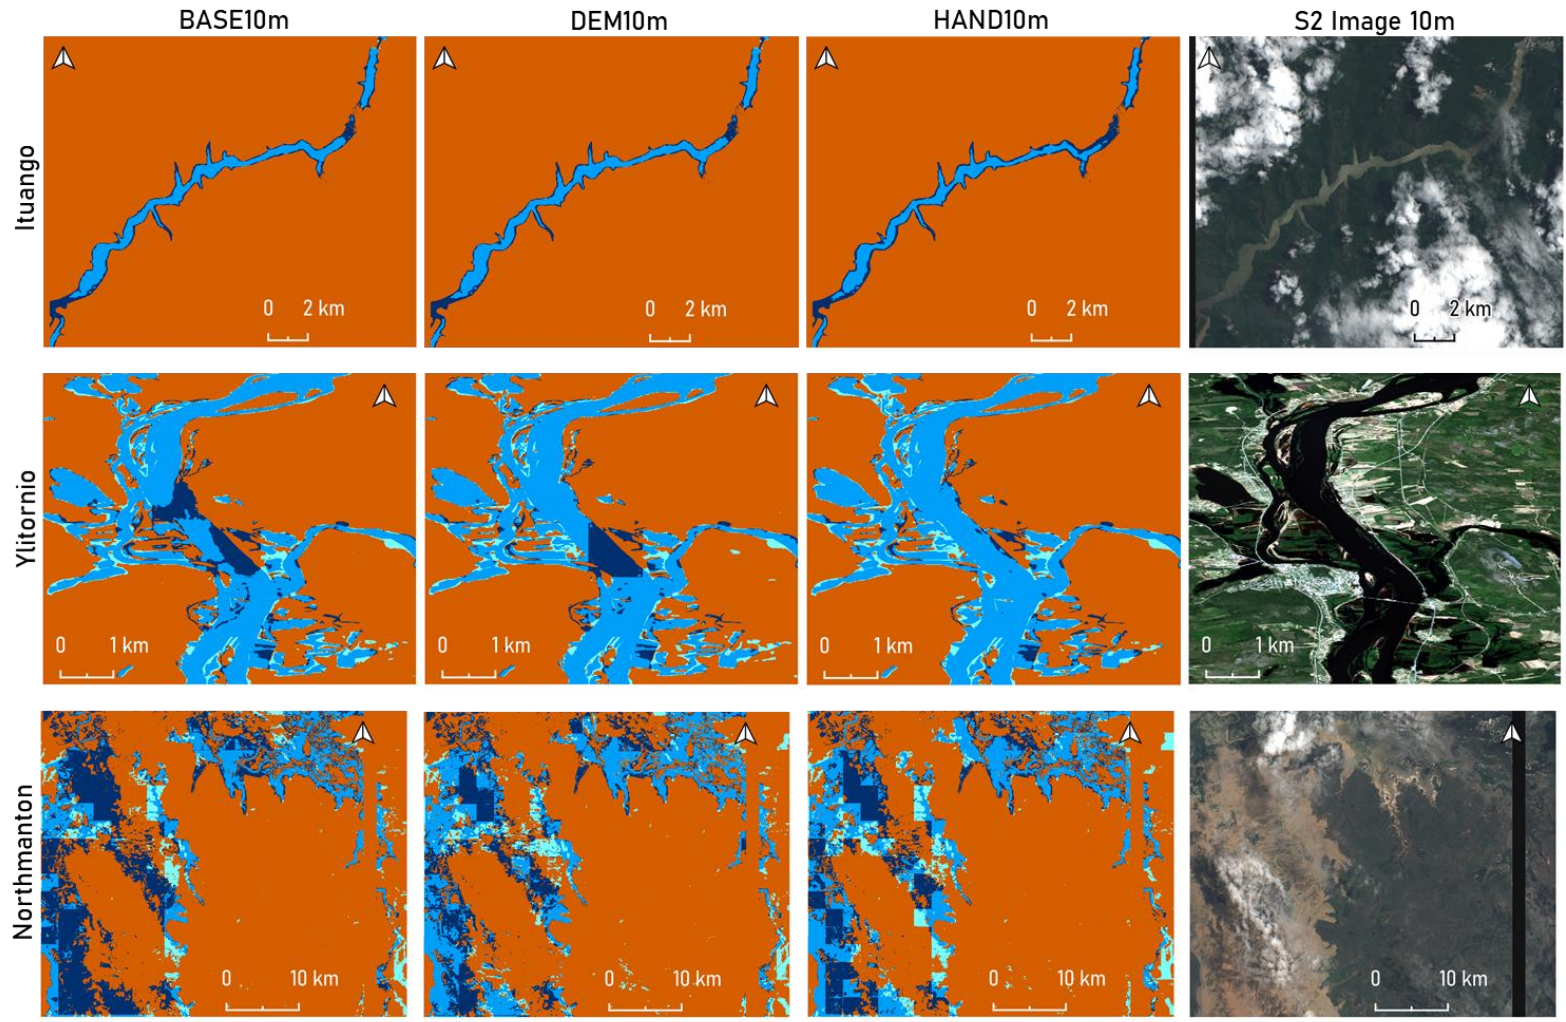 BASE10m DEM10m HAND10m S2 Image 10m
Ituango
0 2 km 0 2 km 0 2 km 0 2 km
Ylitornio
0 1 km 0 1 km 0 1 km 0 1 km
Northmanton
0 10 km 0 10 km 0 10 km 0 10 km